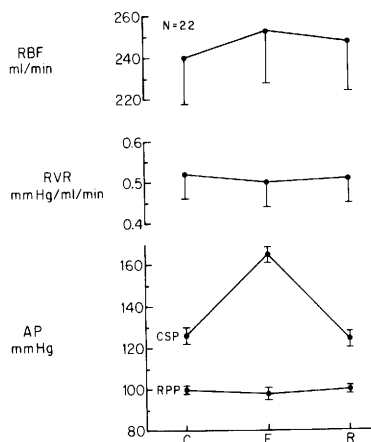 260
N=22
RBF
ml/min
240
220
0.6
RVR
mmHg/ml/min
0.5
0.4
160
140
AP
mmHg
CSP
120
RPP
100
80
C
E
R